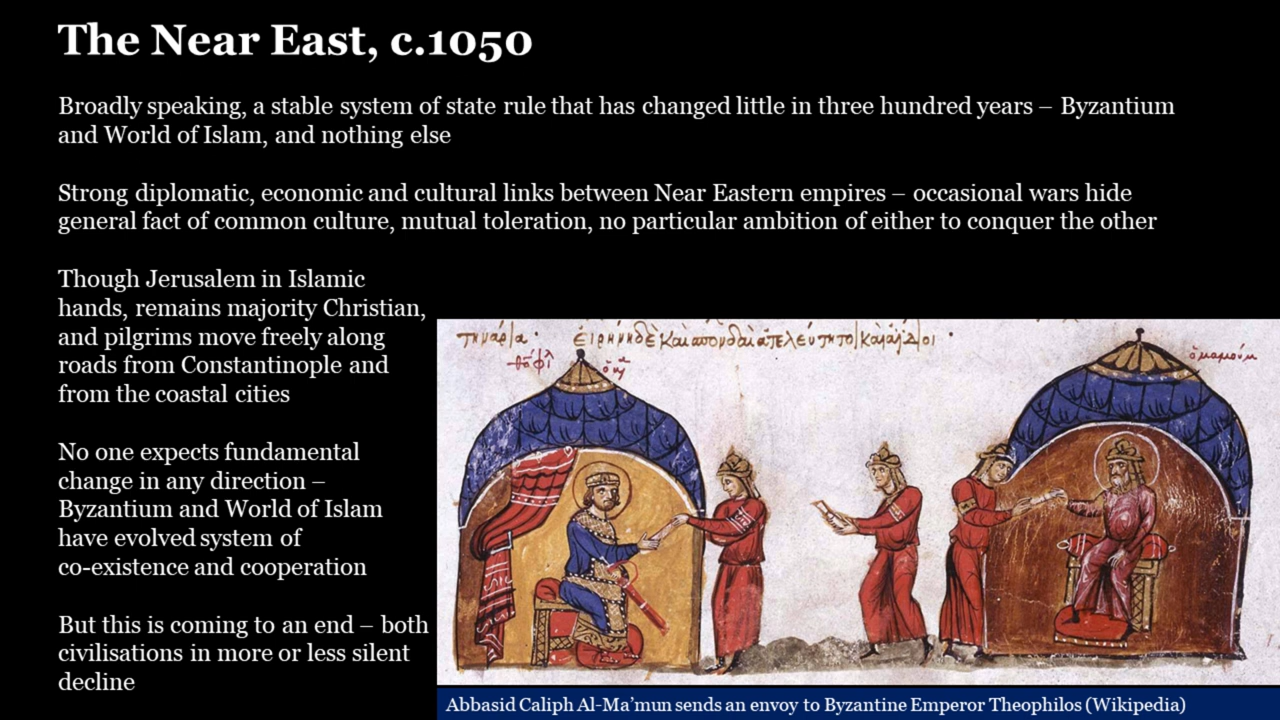 The Near East, c.1050
Broadly speaking, a stable system of state rule that has changed little in three hundred years – Byzantium
and World of Islam, and nothing else
Strong diplomatic, economic and cultural links between Near Eastern empires – occasional wars hide
general fact of common culture, mutual toleration, no particular ambition of either to conquer the other
Though Jerusalem in Islamic
hands, remains majority Christian,
and pilgrims move freely along
roads from Constantinople and
from the coastal cities
No one expects fundamental
change in any direction –
Byzantium and World of Islam
have evolved system of
co-existence and cooperation
But this is coming to an end – both
civilisations in more or less silent
decline
Abbasid Caliph Al-Ma’mun sends an envoy to Byzantine Emperor Theophilos (Wikipedia)